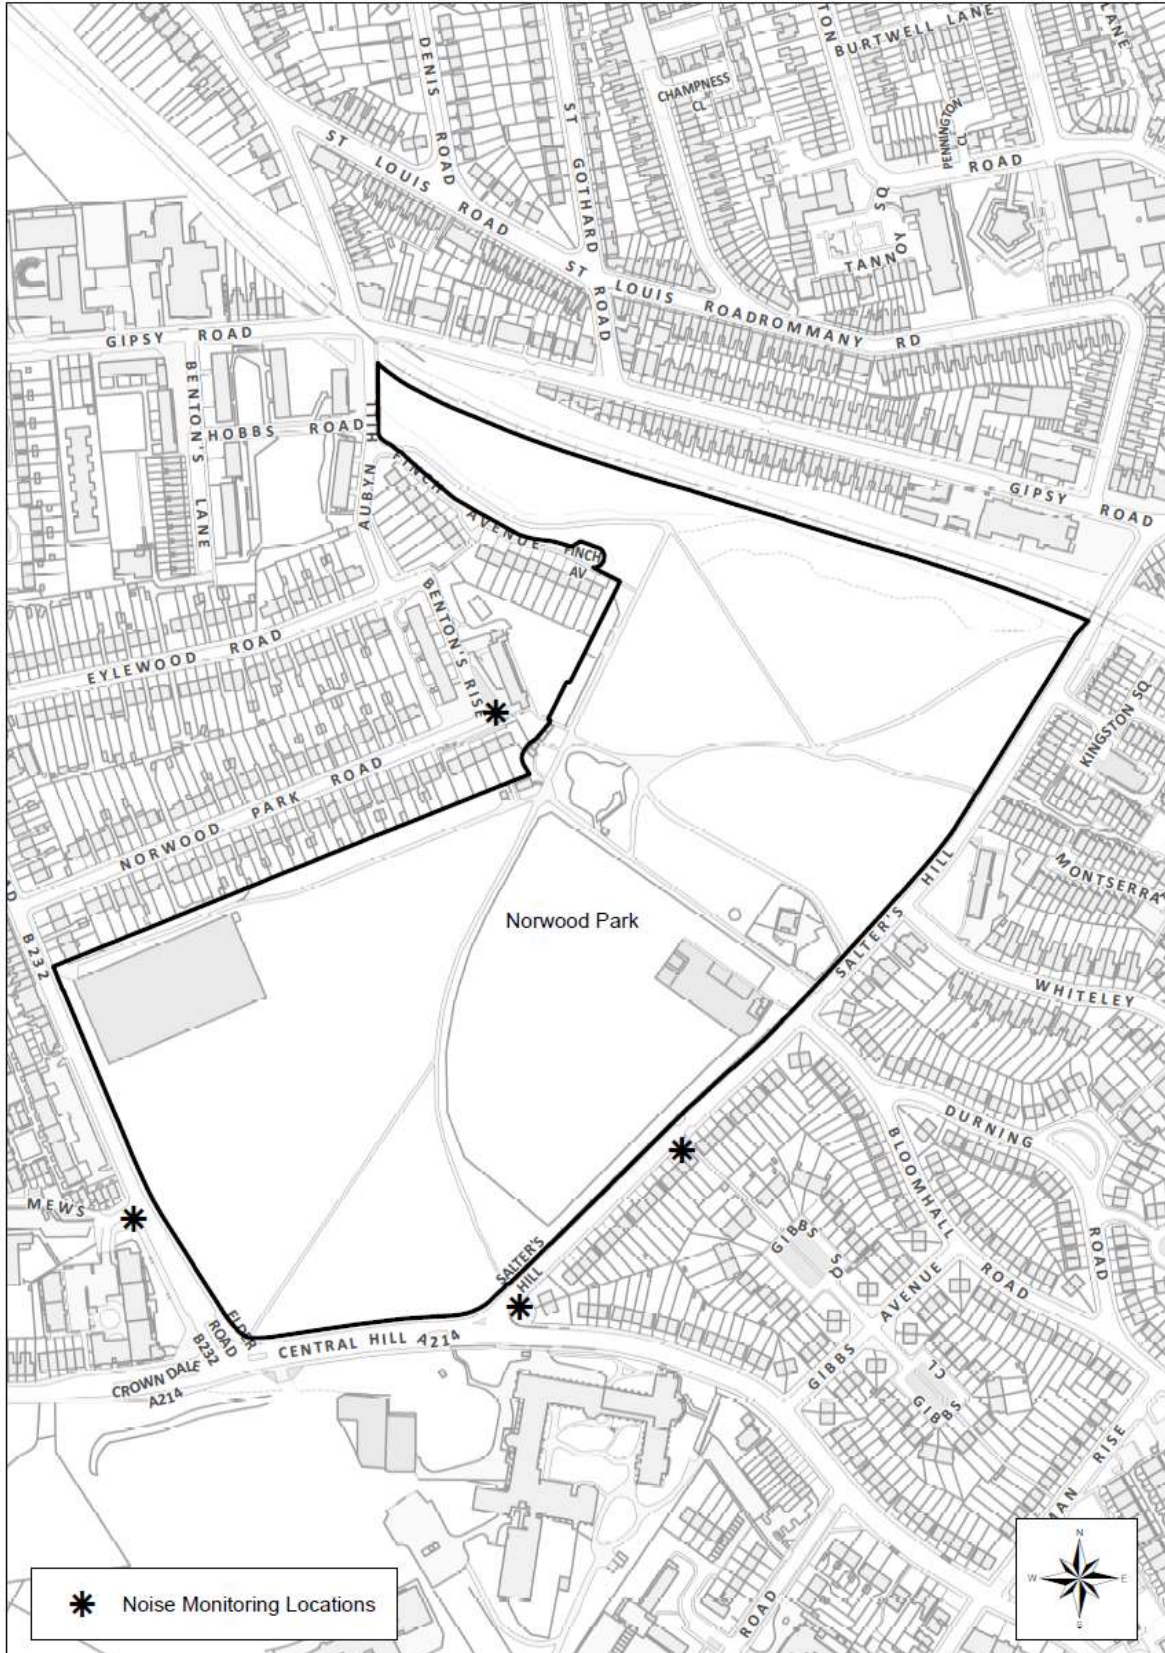 BURTWELL LANE
LANE
TON
DENIS
ROAD
ST
GOTHARD
ROAD
CHAMPNESS
CL
PENNINGTON
CL
ROAD
ST LOUIS ROAD
ST LOUIS ROAD
ROMMANY RD
TANNOY SQ
GIPSY ROAD
BENTON'S LANE
HOBBS ROAD
AUBYN HILL
FINCH AVENUE
FINCH
AV
GIPSY ROAD
EYLEWOOD ROAD
BENTON'S RISE
KINGSTON SQ
NORWOOD PARK ROAD
MONTSERRAT
B232
Norwood Park
SALTER'S HILL
WHITELEY
DURNING
ROAD
BLOOMHALL ROAD
MEWS
GIBBS SQ
SALTER'S
HILL
GIBBS AVENUE
ELDER
ROAD
B232
CENTRAL HILL A214
CROWN DALE
A214
GIBBS CL
MAN RISE
ROAD
Noise Monitoring Locations
N
W
E
S